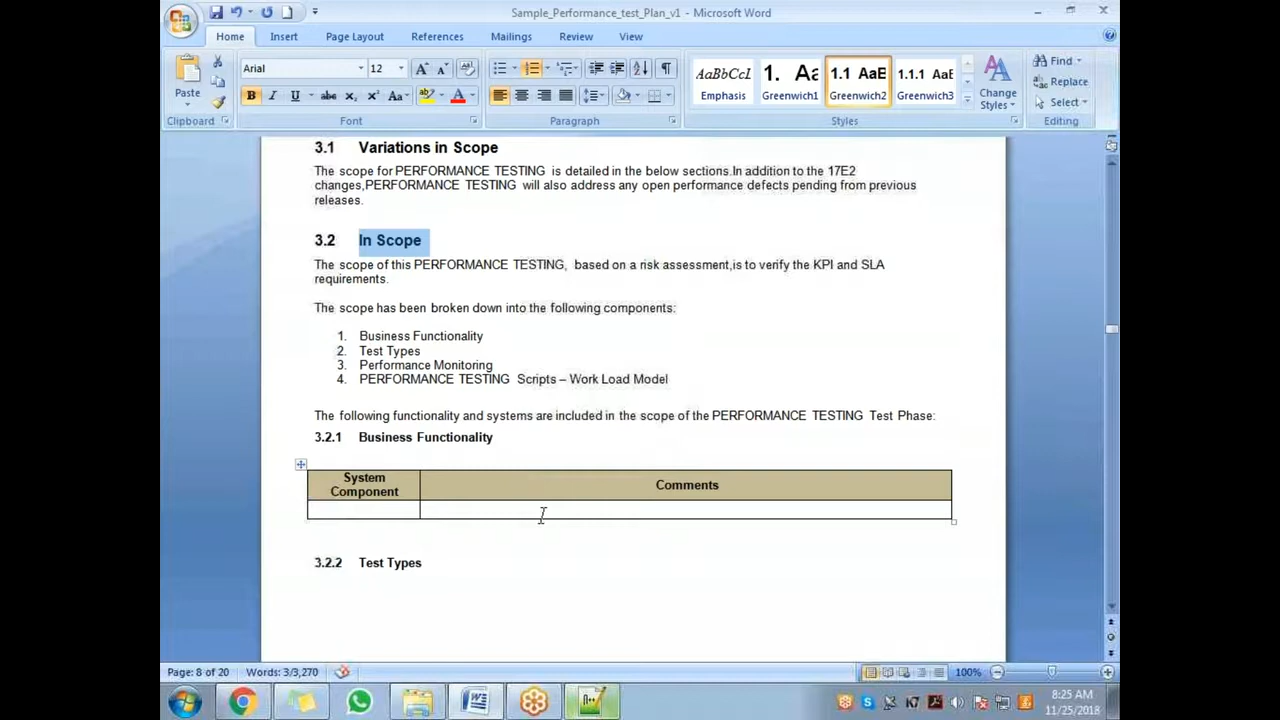 Sample_Performance_test_Plan_v1 - Microsoft Word
Home Insert Page Layout References Mailings Review View
Paste
Clipboard
Arial 12
Font
Paragraph
AaBbCcI 1. Aa 1.1 AaE 1.1.1 AaE
Emphasis Greenwich1 Greenwich2 Greenwich3
Change Styles
Styles
Find
Replace
Select
Editing
3.1 Variations in Scope
The scope for PERFORMANCE TESTING is detailed in the below sections.In addition to the 17E2
changes,PERFORMANCE TESTING will also address any open performance defects pending from previous
releases.
3.2 In Scope
The scope of this PERFORMANCE TESTING, based on a risk assessment,is to verify the KPI and SLA
requirements.
The scope has been broken down into the following components:
1. Business Functionality
2. Test Types
3. Performance Monitoring
4. PERFORMANCE TESTING Scripts – Work Load Model
The following functionality and systems are included in the scope of the PERFORMANCE TESTING Test Phase:
3.2.1 Business Functionality
System Component
Comments
3.2.2 Test Types
Page: 8 of 20 Words: 3/3,270 100%
8:25 AM
11/25/2018